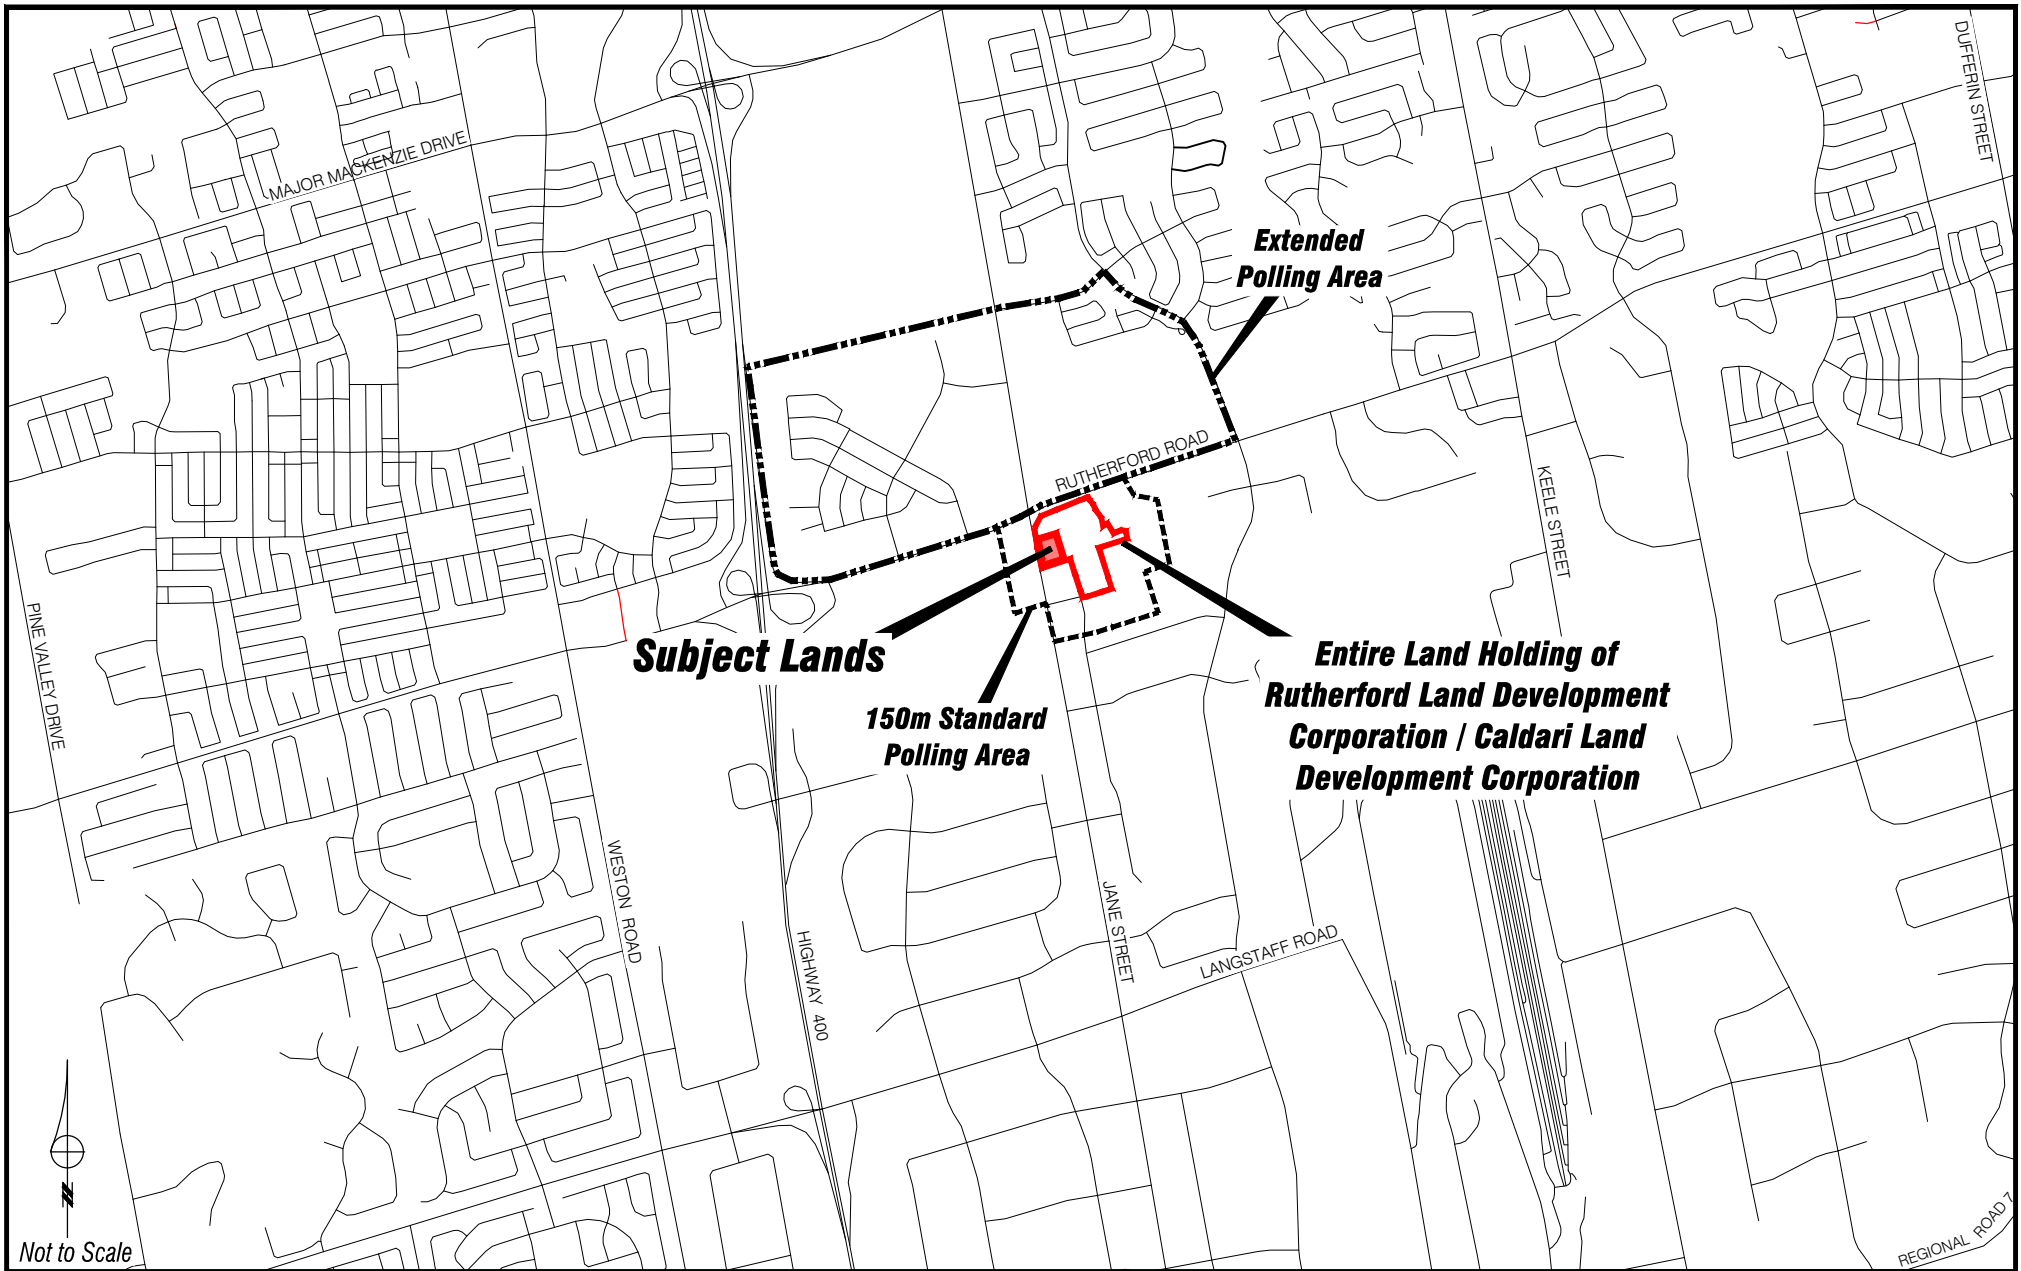 DUFFERIN STREET
MAJOR MACKENZIE DRIVE
Extended
Polling Area
RUTHERFORD ROAD
KEELE STREET
PINE VALLEY DRIVE
Subject Lands
150m Standard
Polling Area
Entire Land Holding of
Rutherford Land Development
Corporation / Caldari Land
Development Corporation
WESTON ROAD
HIGHWAY 400
JANE STREET
LANGSTAFF ROAD
N
Not to Scale
REGIONAL ROAD 7